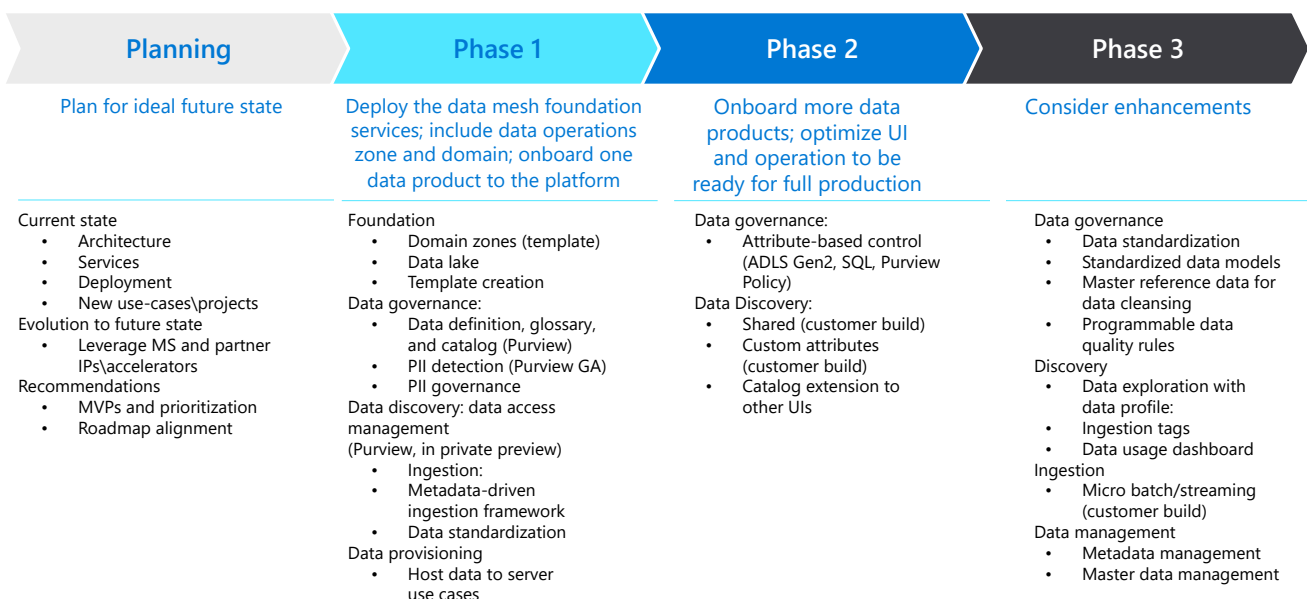 Planning
Phase 1
Phase 2
Phase 3
Plan for ideal future state
Deploy the data mesh foundation
services; include data operations
zone and domain; onboard one
data product to the platform
Onboard more data
products; optimize UI
and operation to be
ready for full production
Consider enhancements
Current state
• Architecture
• Services
• Deployment
• New use-cases\projects
Evolution to future state
• Leverage MS and partner
IPs\accelerators
Recommendations
• MVPs and prioritization
• Roadmap alignment
Foundation
• Domain zones (template)
• Data lake
• Template creation
Data governance:
• Data definition, glossary,
and catalog (Purview)
• PII detection (Purview GA)
• PII governance
Data discovery: data access
management
(Purview, in private preview)
• Ingestion:
• Metadata-driven
ingestion framework
• Data standardization
Data provisioning
• Host data to server
use cases
Data governance:
• Attribute-based control
(ADLS Gen2, SQL, Purview
Policy)
Data Discovery:
• Shared (customer build)
• Custom attributes
(customer build)
• Catalog extension to
other UIs
Data governance
• Data standardization
• Standardized data models
• Master reference data for
data cleansing
• Programmable data
quality rules
Discovery
• Data exploration with
data profile:
• Ingestion tags
• Data usage dashboard
Ingestion
• Micro batch/streaming
(customer build)
Data management
• Metadata management
• Master data management